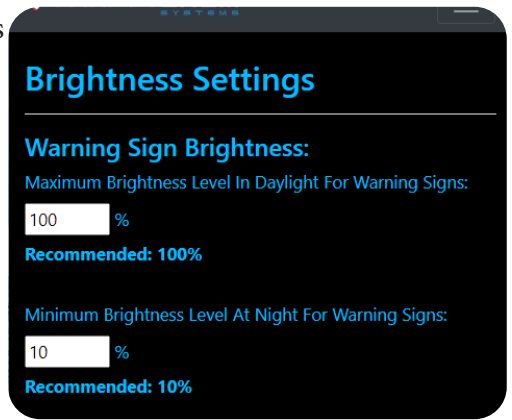 s
SYSTEMS
Brightness Settings
Warning Sign Brightness:
Maximum Brightness Level In Daylight For Warning Signs:
100 %
Recommended: 100%
Minimum Brightness Level At Night For Warning Signs:
10 %
Recommended: 10%